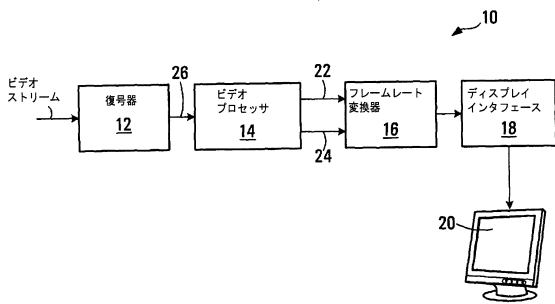 10
ビデオ
ストリーム
復号器
12
26
ビデオ
プロセッサ
14
22
24
フレームレート
変換器
16
ディスプレイ
インタフェース
18
20